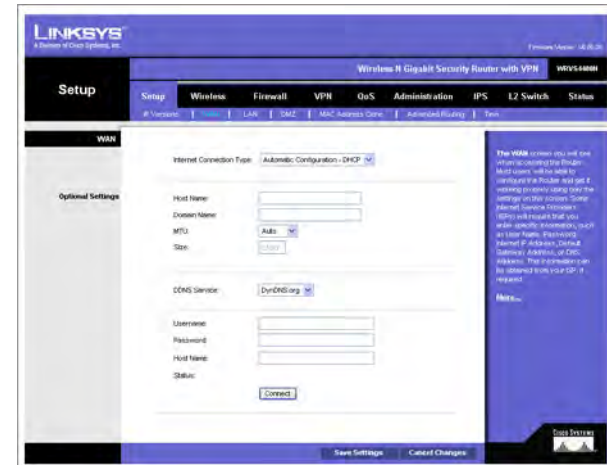 LINKSYS
A Division of Cisco Systems, Inc.
Firmware Version:
Wireless-N Gigabit Security Router with VPN WRVS4400N
Setup
Setup Wireless Firewall VPN QoS Administration IPS L2 Switch Status
IP Versions | WAN | LAN | DMZ | MAC Address Clone | Advanced Routing | Time
WAN
Internet Connection Type: Automatic Configuration - DHCP
Optional Settings
Host Name:
Domain Name:
MTU: Auto
Size:
DDNS Service: DynDNS.org
Username:
Password:
Host Name:
Status:
Connect
The WAN screen you will see
when accessing the Router.
Most users will be able to
configure the Router and get it
working properly using only the
settings on this screen. Some
Internet Service Providers
(ISPs) will require that you
enter specific information, such
as User Name, Password,
Internet IP Address, Default
Gateway Address, or DNS
Address. This information can
be obtained from your ISP, if
required.
More...
Save Settings Cancel Changes
Cisco Systems